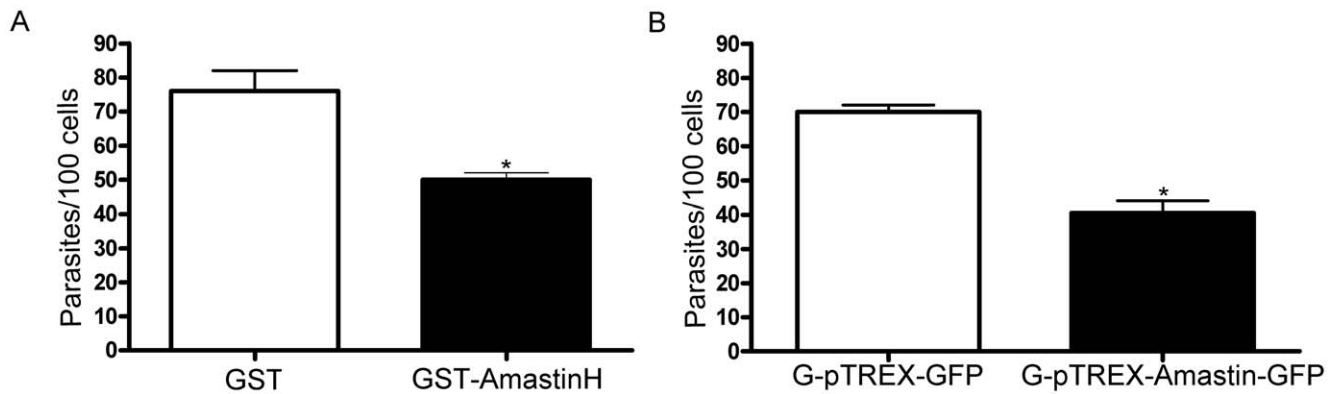 A
Parasites/100 cells
90
80
70
60
50
40
30
20
10
0
*
GST
GST-AmastinH
B
Parasites/100 cells
90
80
70
60
50
40
30
20
10
0
*
G-pTREX-GFP
G-pTREX-Amastin-GFP